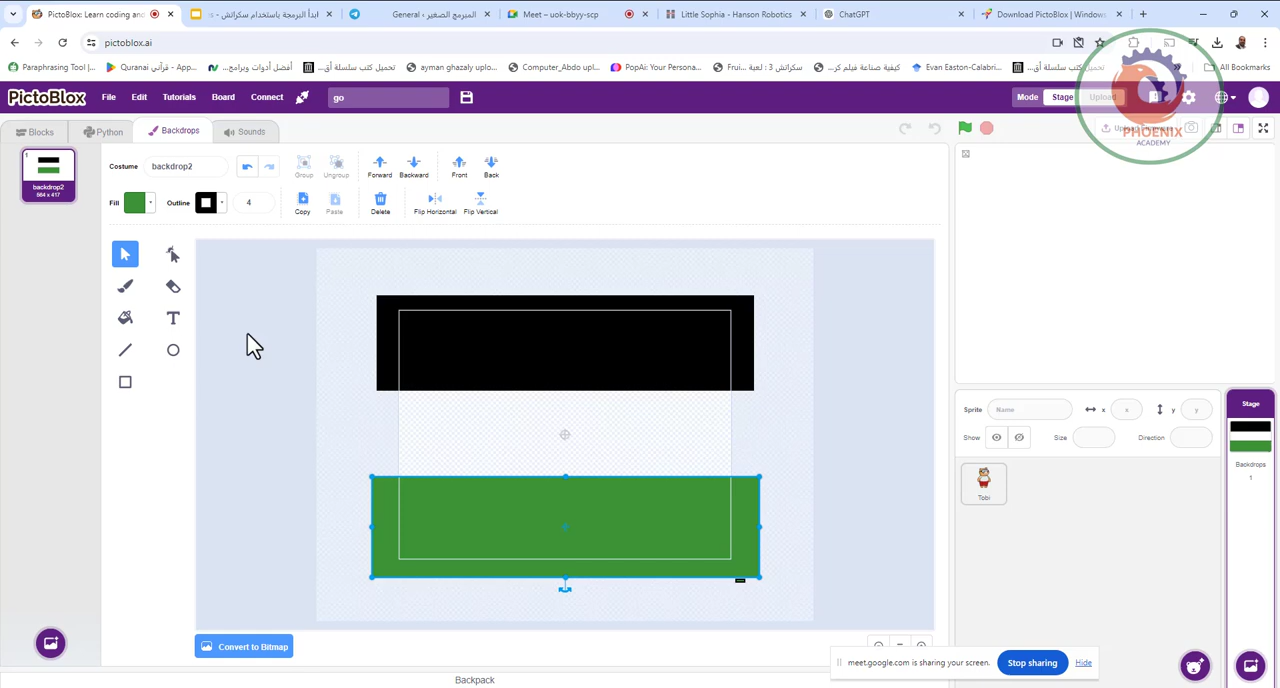 PictoBlox: Learn coding and
ابدأ البرمجة باستخدام سكراتش -
General ‹ المبرمج الصغير
Meet – uok-bbyy-scp
Little Sophia - Hanson Robotics
ChatGPT
Download PictoBlox | Windows
pictoblox.ai
Paraphrasing Tool |...
Quranai - قرآني App...
أفضل أدوات وبرامج...
تحميل كتب سلسلة أق...
Computer_Abdo upl...
PopAi: Your Persona...
سكراتش 3 : لعبة Frui...
كيفية صناعة فيلم كر...
ayman ghazaly uplo...
Evan Easton-Calabri...
تحميل كتب سلسلة أق...
All Bookmarks
PictoBlox
File
Edit
Tutorials
Board
Connect
go
Mode
Stage
Upload
PHOENIX
ACADEMY
Blocks
Python
Backdrops
Sounds
1
backdrop2
564 x 417
Costume
backdrop2
Group
Ungroup
Forward
Backward
Front
Back
Fill
Outline
4
Copy
Paste
Delete
Flip Horizontal
Flip Vertical
Convert to Bitmap
Sprite
Name
x
x
y
y
Show
Size
Direction
Tobi
Stage
Backdrops
1
meet.google.com is sharing your screen.
Stop sharing
Hide
Backpack